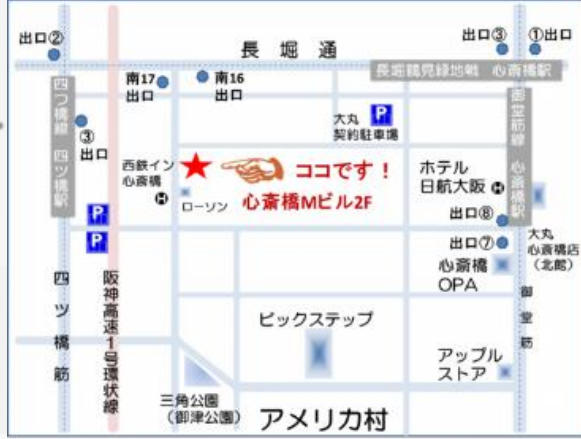 出口②
長堀通
出口③
①出口
長堀鶴見緑地戦 心斎橋駅
南17
出口
南16
出口
四つ橋線 四ツ橋駅
③
出口
大丸
契約駐車場
P
御堂筋線 心斎橋駅
西鉄イン
心斎橋
H
ココです！
心斎橋Mビル2F
ローソン
ホテル
日航大阪
H
出口⑧
P
P
出口⑦
大丸
心斎橋店
（北館）
心斎橋
OPA
四ツ橋筋
阪神高速1号環状線
御堂筋
ビックステップ
アップル
ストア
三角公園
（御津公園）
アメリカ村